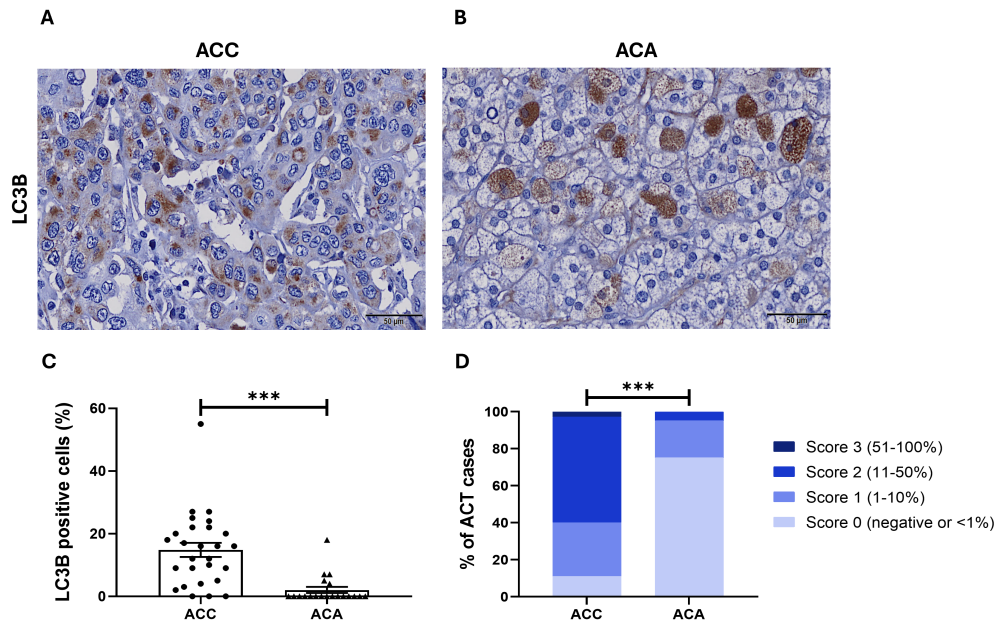 A
B
ACC
ACA
LC3B
50 µm
50 µm
C
D
LC3B positive cells (%)
60
40
20
0
***
ACC
ACA
% of ACT cases
100
80
60
40
20
0
***
ACC
ACA
Score 3 (51-100%)
Score 2 (11-50%)
Score 1 (1-10%)
Score 0 (negative or <1%)